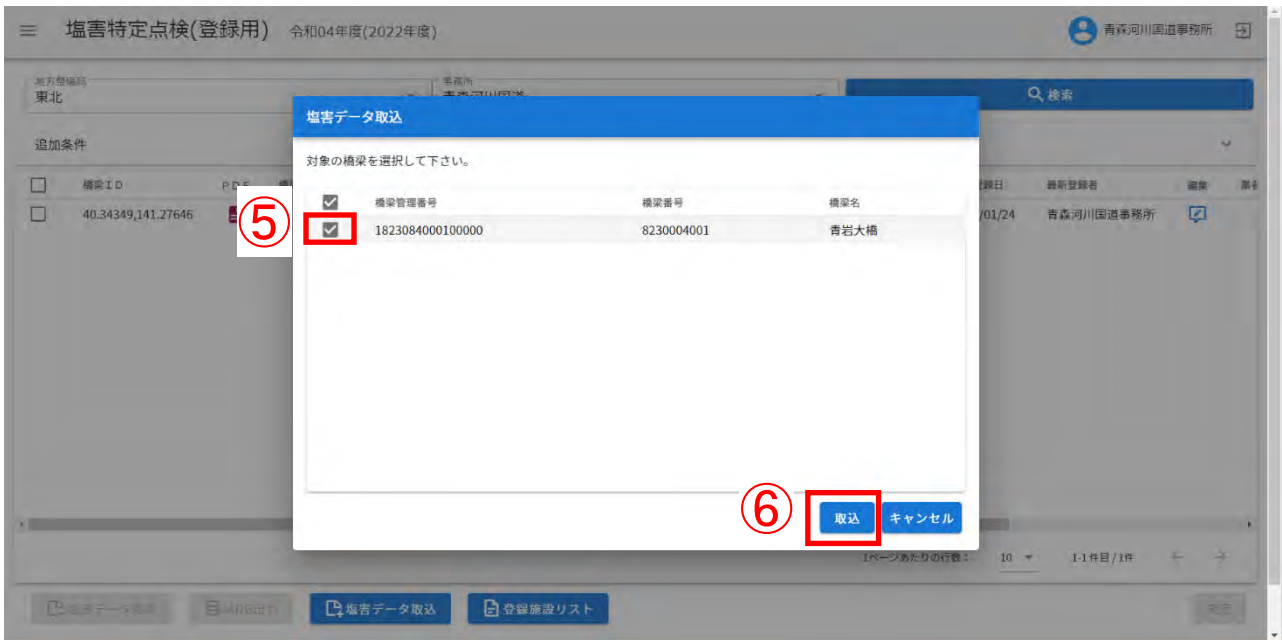 塩害特定点検(登録用) 令和04年度(2022年度) 青森河川国道事務所
東北
検索
追加条件
塩害データ取込
対象の橋梁を選択して下さい。
橋梁ID PDF 登録日 最新登録者 編集
40.34349,141.27646 /01/24 青森河川国道事務所
⑤
橋梁管理番号 橋梁番号 橋梁名
1823084000100000 8230004001 青岩大橋
⑥
取込 キャンセル
1ページあたりの行数: 10 1-1件目/1件
塩害データ取込 登録施設リスト